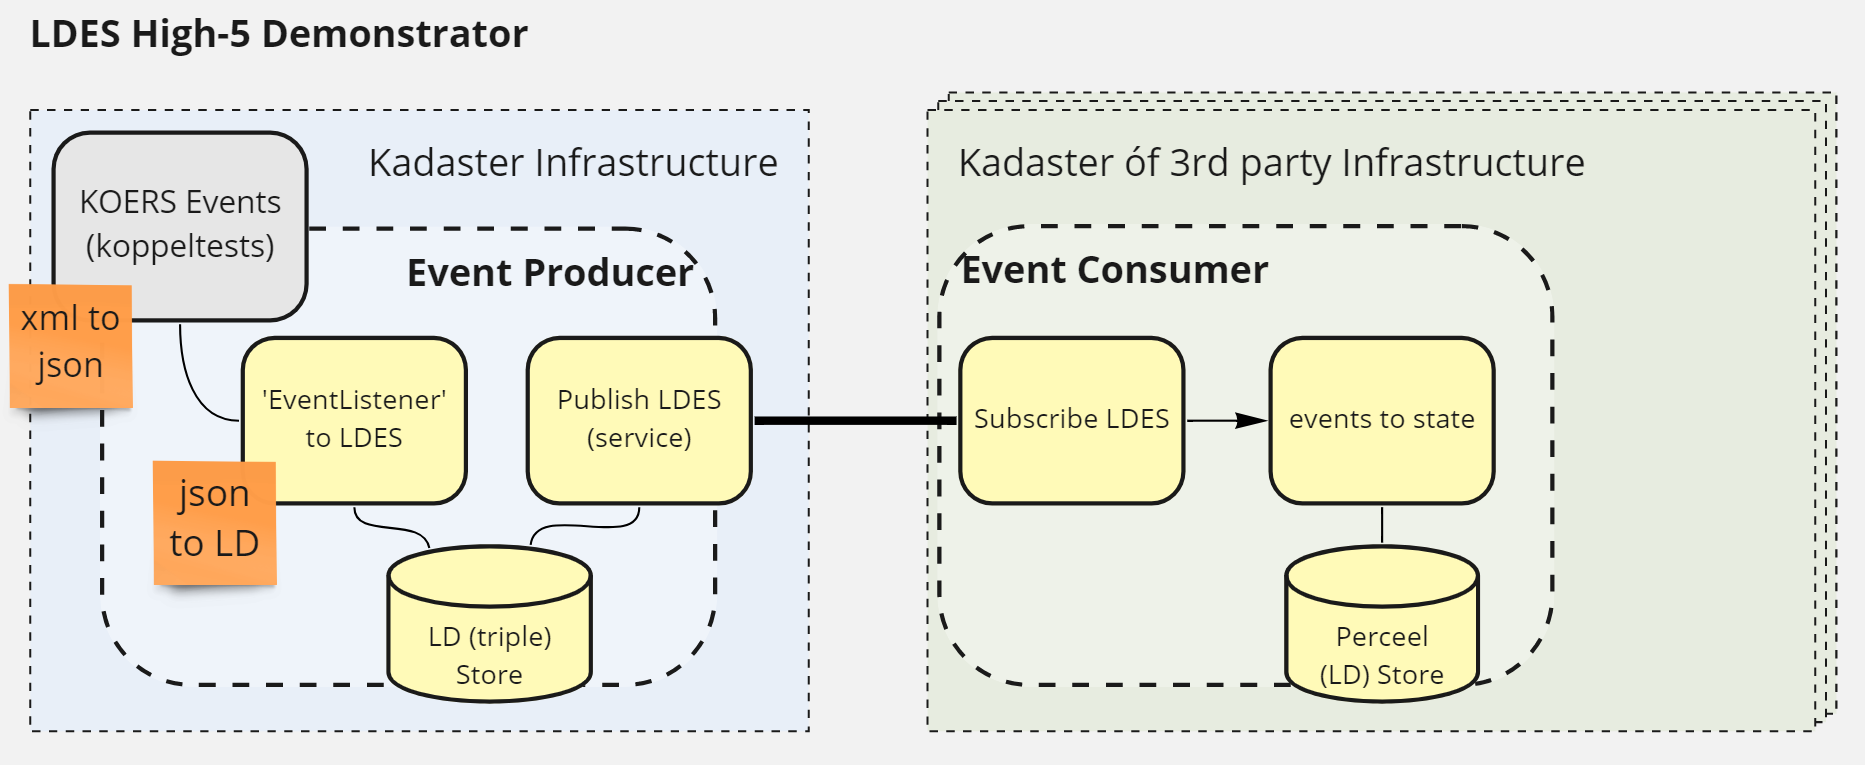 LDES High-5 Demonstrator
Kadaster Infrastructure
KOERS Events
(koppeltests)
Event Producer
xml to
json
'EventListener'
to LDES
Publish LDES
(service)
json
to LD
LD (triple)
Store
Kadaster óf 3rd party Infrastructure
Event Consumer
Subscribe LDES
events to state
Perceel
(LD) Store